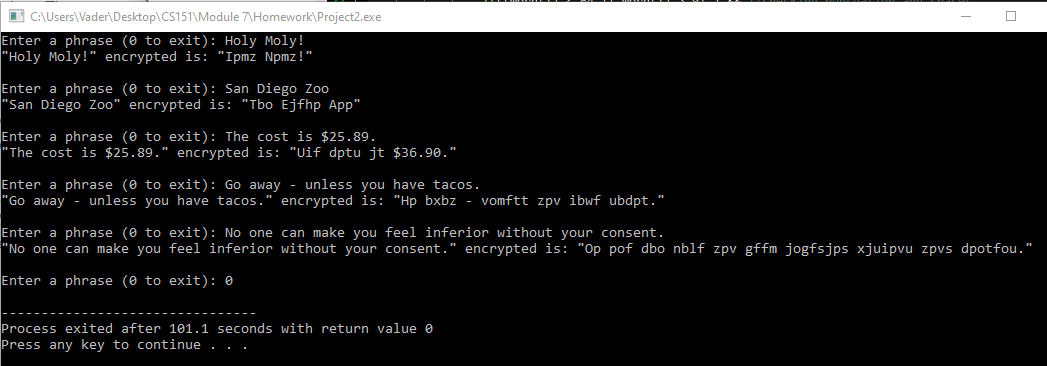 C:\Users\Vader\Desktop\CS151\Module 7\Homework\Project2.exe
Enter a phrase (0 to exit): Holy Moly!
"Holy Moly!" encrypted is: "Ipmz Npmz!"
Enter a phrase (0 to exit): San Diego Zoo
"San Diego Zoo" encrypted is: "Tbo Ejfhp App"
Enter a phrase (0 to exit): The cost is $25.89.
"The cost is $25.89." encrypted is: "Uif dptu jt $36.90."
Enter a phrase (0 to exit): Go away - unless you have tacos.
"Go away - unless you have tacos." encrypted is: "Hp bxbz - vomftt zpv ibwf ubdpt."
Enter a phrase (0 to exit): No one can make you feel inferior without your consent.
"No one can make you feel inferior without your consent." encrypted is: "Op pof dbo nblf zpv gffm jogfsjps xjuipvu zpvs dpotfou."
Enter a phrase (0 to exit): 0
--------------------------------
Process exited after 101.1 seconds with return value 0
Press any key to continue . . .